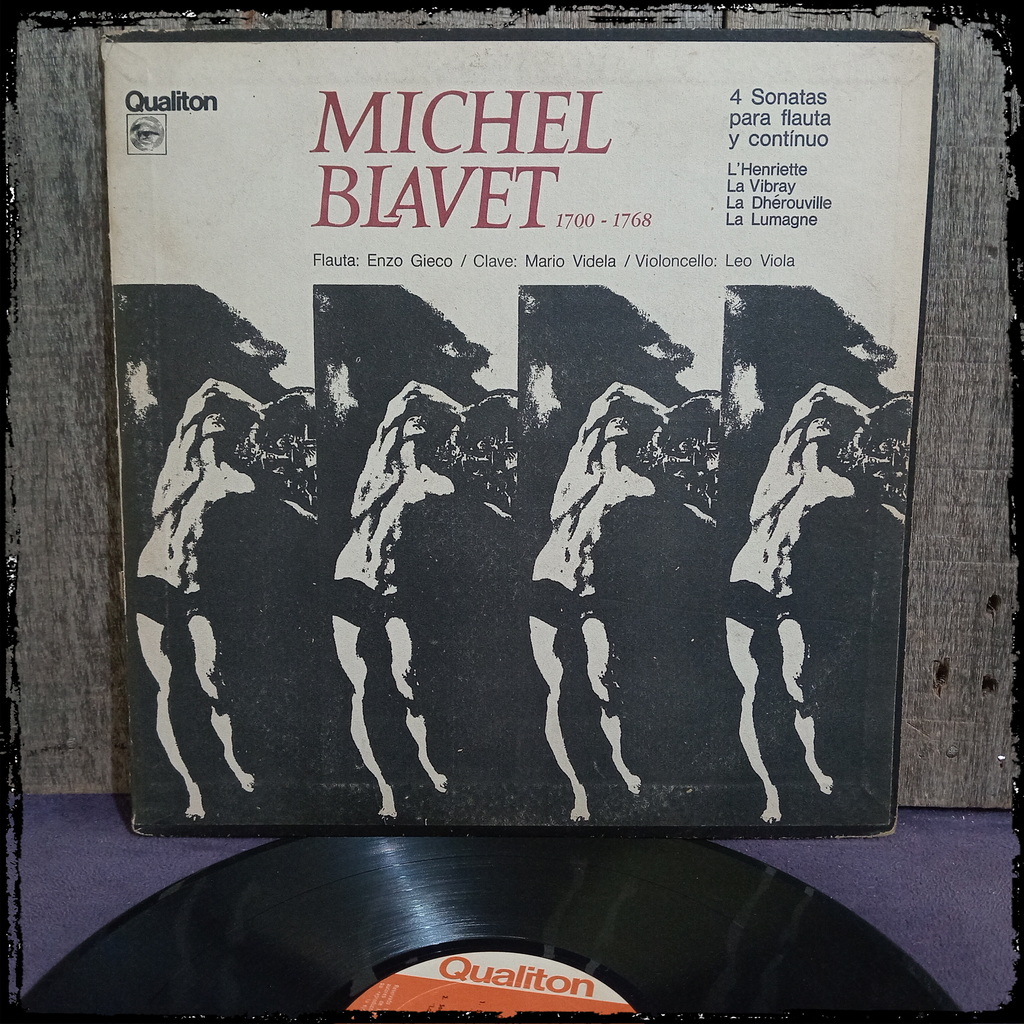 Qualiton
MICHEL
BLAVET 1700 - 1768
4 Sonatas
para flauta
y contínuo
L'Henriette
La Vibray
La Dhérouville
La Lumagne
Flauta: Enzo Gieco / Clave: Mario Videla / Violoncello: Leo Viola
Qualiton